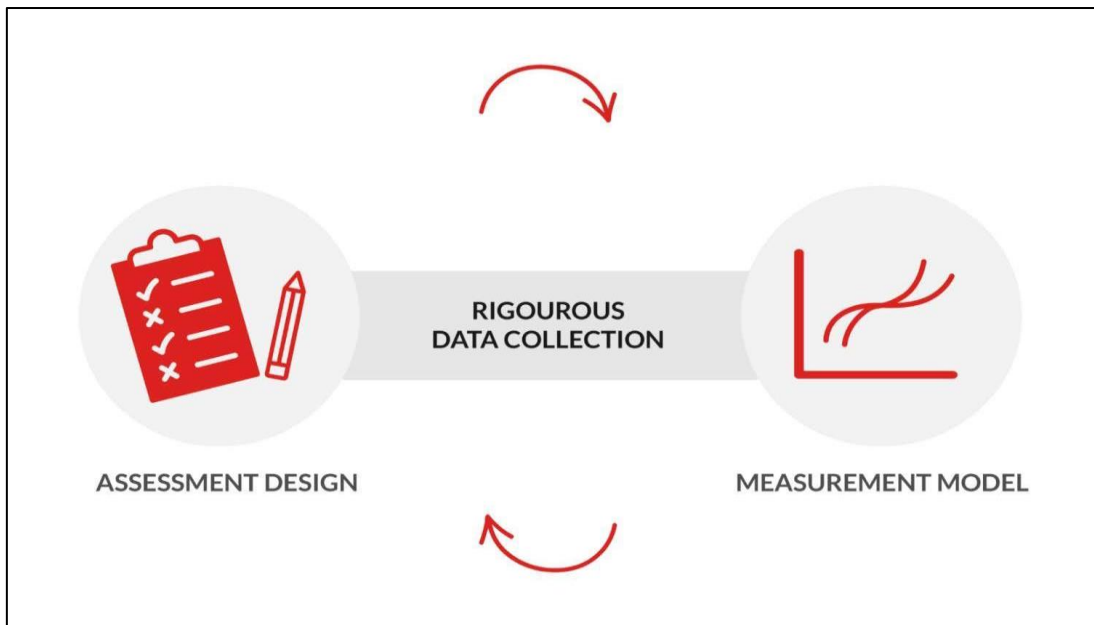 RIGOUROUS
DATA COLLECTION
ASSESSMENT DESIGN
MEASUREMENT MODEL